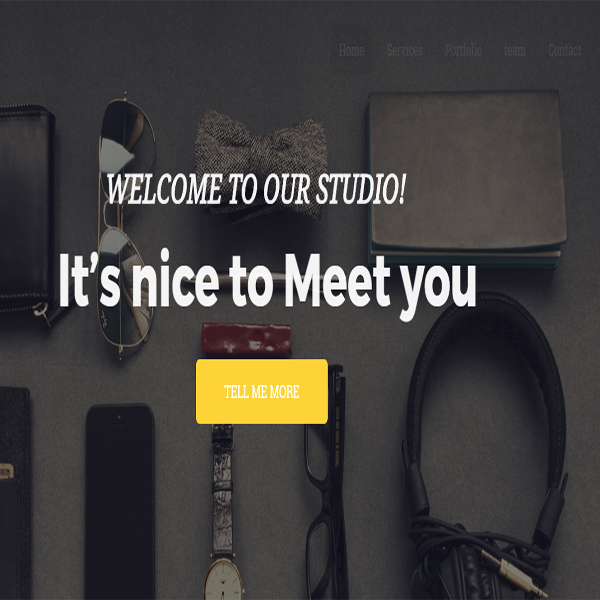 Home Services Portfolio team Contact
WELCOME TO OUR STUDIO!
It's nice to Meet you
TELL ME MORE